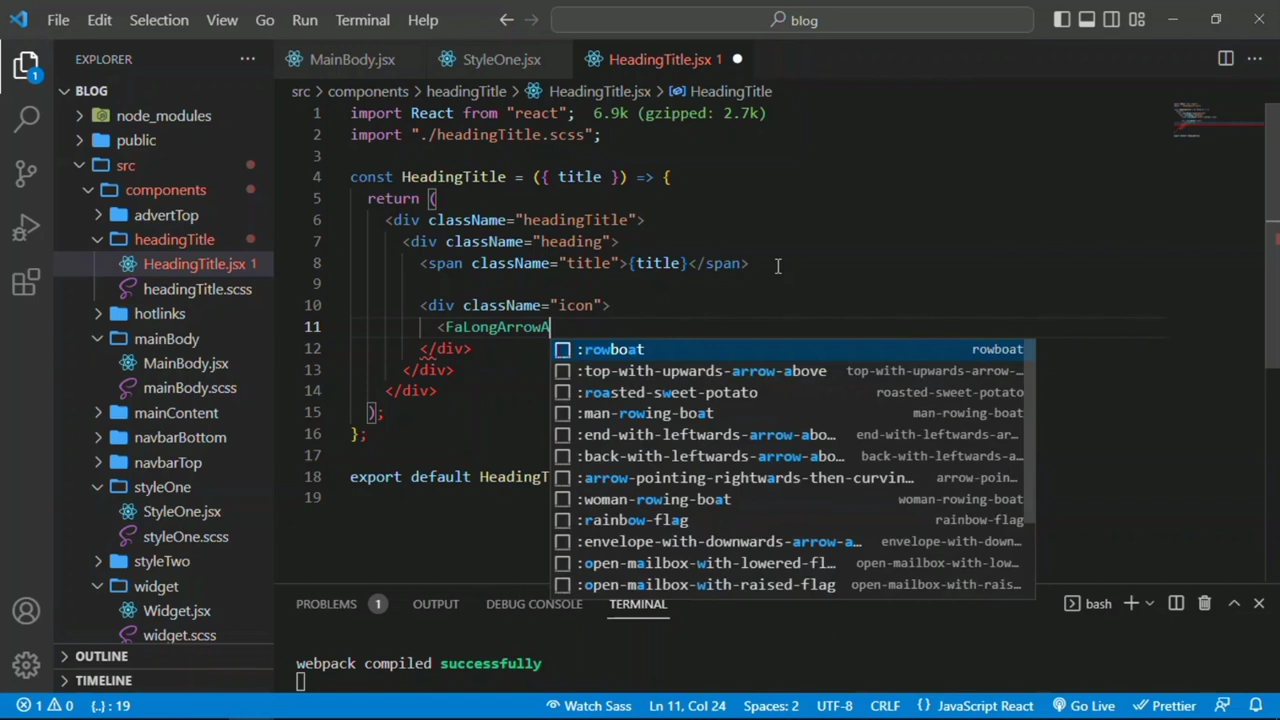 File Edit Selection View Go Run Terminal Help
blog
EXPLORER
MainBody.jsx
StyleOne.jsx
HeadingTitle.jsx 1
1
BLOG
node_modules
public
src
components
advertTop
headingTitle
HeadingTitle.jsx 1
headingTitle.scss
hotlinks
mainBody
MainBody.jsx
mainBody.scss
mainContent
navbarBottom
navbarTop
styleOne
StyleOne.jsx
styleOne.scss
styleTwo
widget
Widget.jsx
widget.scss
OUTLINE
TIMELINE
src > components > headingTitle > HeadingTitle.jsx > HeadingTitle
1 import React from "react"; 6.9k (gzipped: 2.7k)
2 import "./headingTitle.scss";
3
4 const HeadingTitle = ({ title }) => {
5 return (
6 <div className="headingTitle">
7 <div className="heading">
8 <span className="title">{title}</span>
9
10 <div className="icon">
11 <FaLongArrowA
12 </div>
13 </div>
14 </div>
15 );
16 };
17
18 export default HeadingT
19
:rowboat rowboat
:top-with-upwards-arrow-above top-with-upwards-arrow-...
:roasted-sweet-potato roasted-sweet-potato
:man-rowing-boat man-rowing-boat
:end-with-leftwards-arrow-abo... end-with-leftwards-ar...
:back-with-leftwards-arrow-abo... back-with-leftwards-a...
:arrow-pointing-rightwards-then-curvin... arrow-poin...
:woman-rowing-boat woman-rowing-boat
:rainbow-flag rainbow-flag
:envelope-with-downwards-arrow-a... envelope-with-down...
:open-mailbox-with-lowered-fl... open-mailbox-with-low...
:open-mailbox-with-raised-flag open-mailbox-with-rais...
PROBLEMS 1 OUTPUT DEBUG CONSOLE TERMINAL
bash
webpack compiled successfully
1 0 {..} : 19
Watch Sass Ln 11, Col 24 Spaces: 2 UTF-8 CRLF {} JavaScript React Go Live Prettier